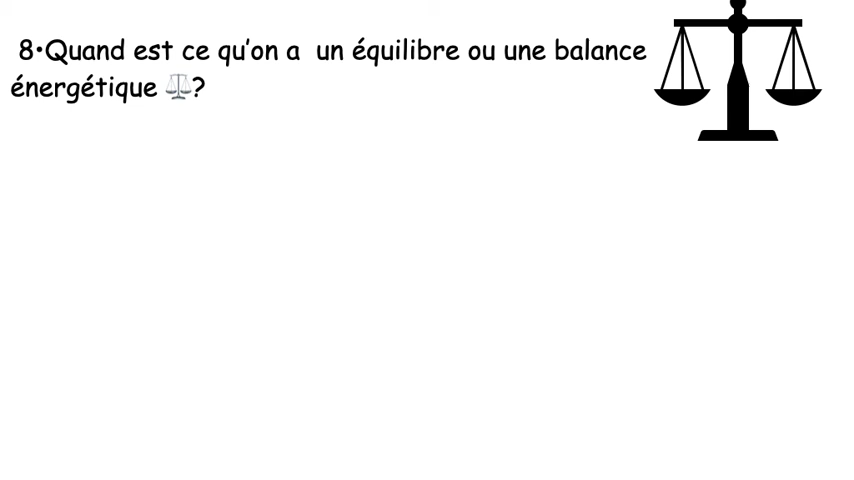 8•Quand est ce qu'on a  un équilibre ou une balance
énergétique ⚖️?